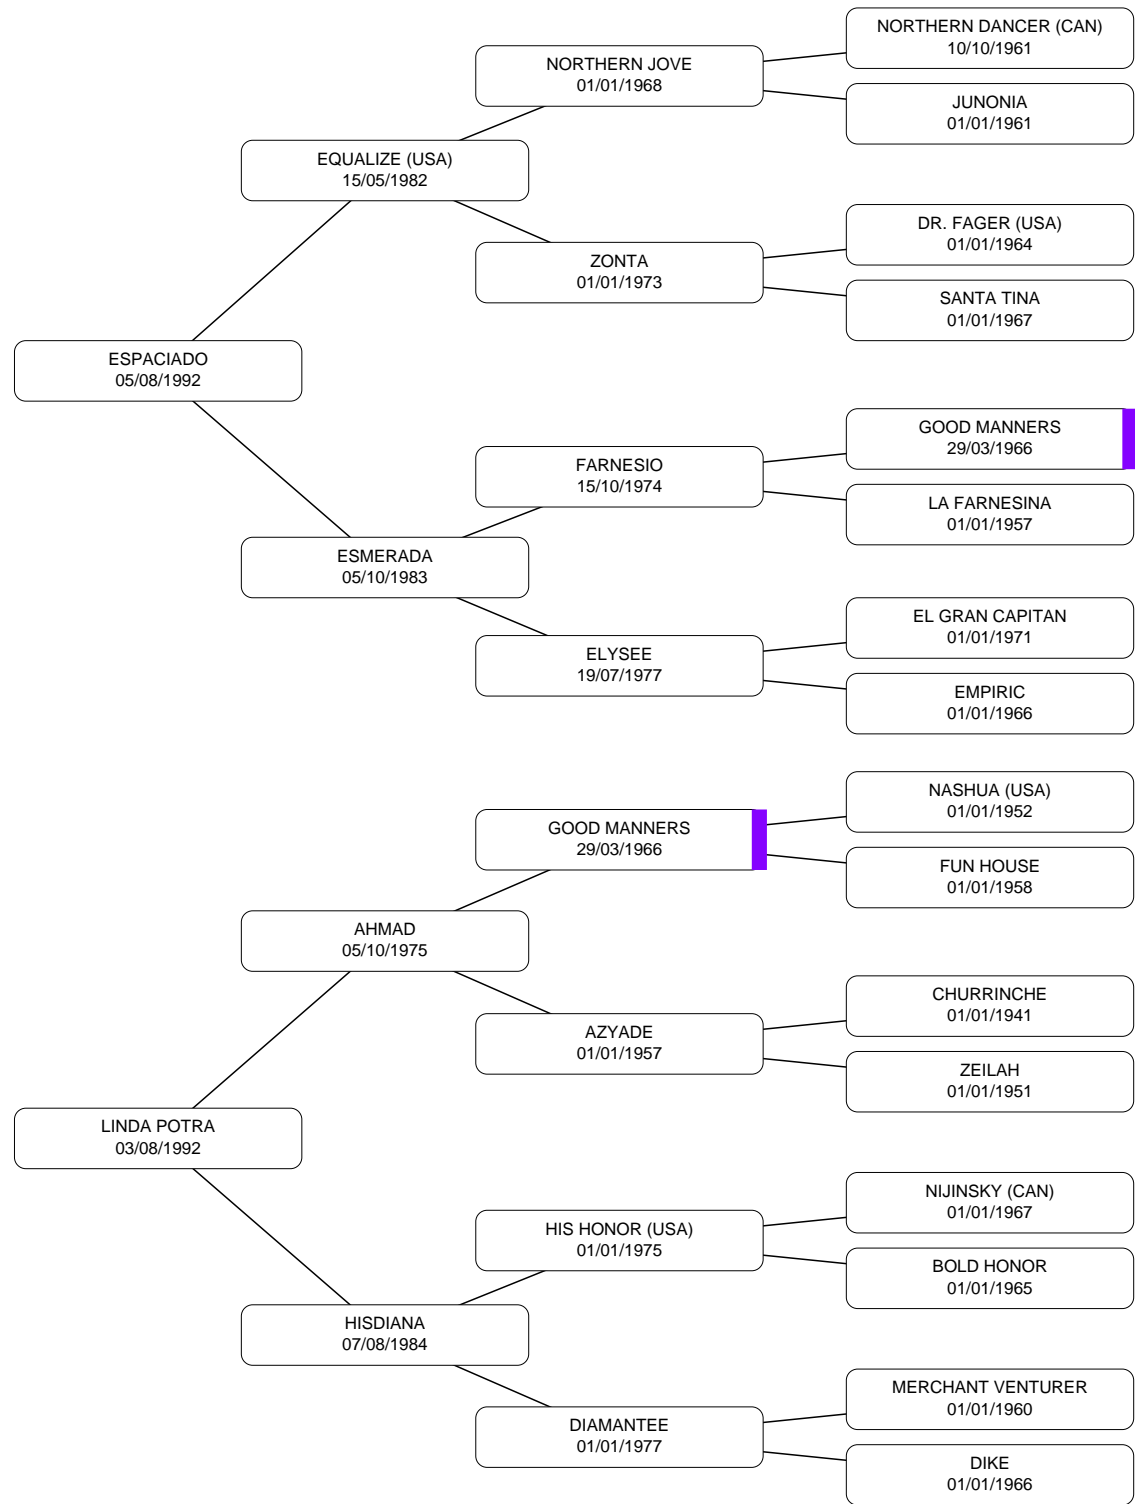 NORTHERN DANCER (CAN)
10/10/1961
NORTHERN JOVE
01/01/1968
JUNONIA
01/01/1961
EQUALIZE (USA)
15/05/1982
DR. FAGER (USA)
01/01/1964
ZONTA
01/01/1973
SANTA TINA
01/01/1967
ESPACIADO
05/08/1992
GOOD MANNERS
29/03/1966
FARNESIO
15/10/1974
LA FARNESINA
01/01/1957
ESMERADA
05/10/1983
EL GRAN CAPITAN
01/01/1971
ELYSEE
19/07/1977
EMPIRIC
01/01/1966
NASHUA (USA)
01/01/1952
GOOD MANNERS
29/03/1966
FUN HOUSE
01/01/1958
AHMAD
05/10/1975
CHURRINCHE
01/01/1941
AZYADE
01/01/1957
ZEILAH
01/01/1951
LINDA POTRA
03/08/1992
NIJINSKY (CAN)
01/01/1967
HIS HONOR (USA)
01/01/1975
BOLD HONOR
01/01/1965
HISDIANA
07/08/1984
MERCHANT VENTURER
01/01/1960
DIAMANTEE
01/01/1977
DIKE
01/01/1966